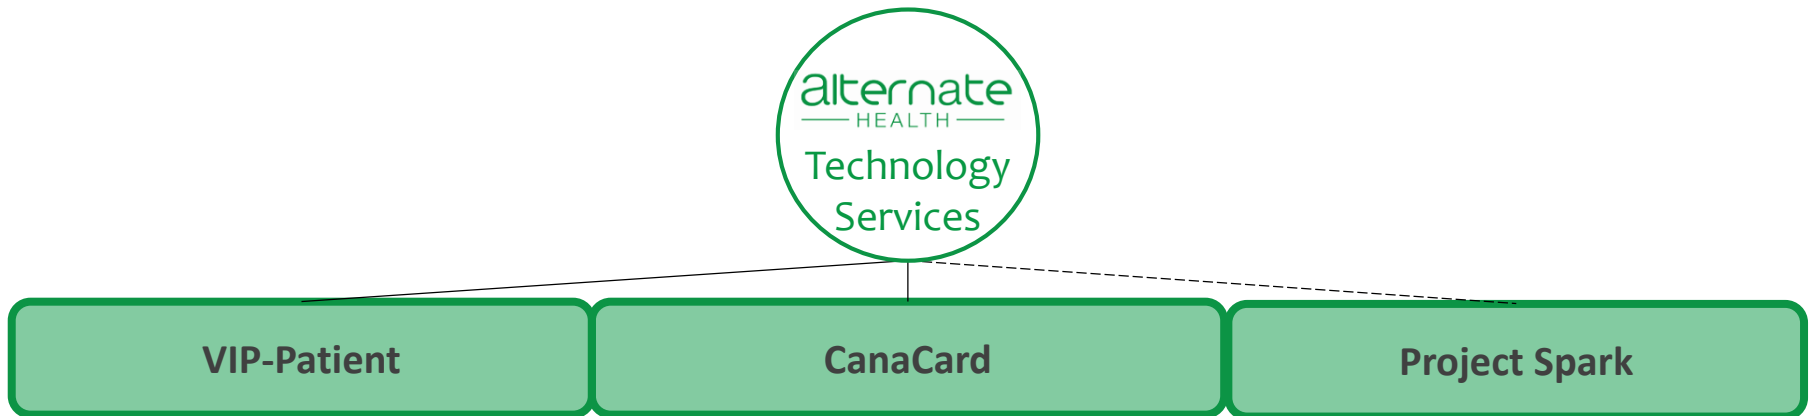 alternate
HEALTH
Technology
Services
VIP-Patient
CanaCard
Project Spark